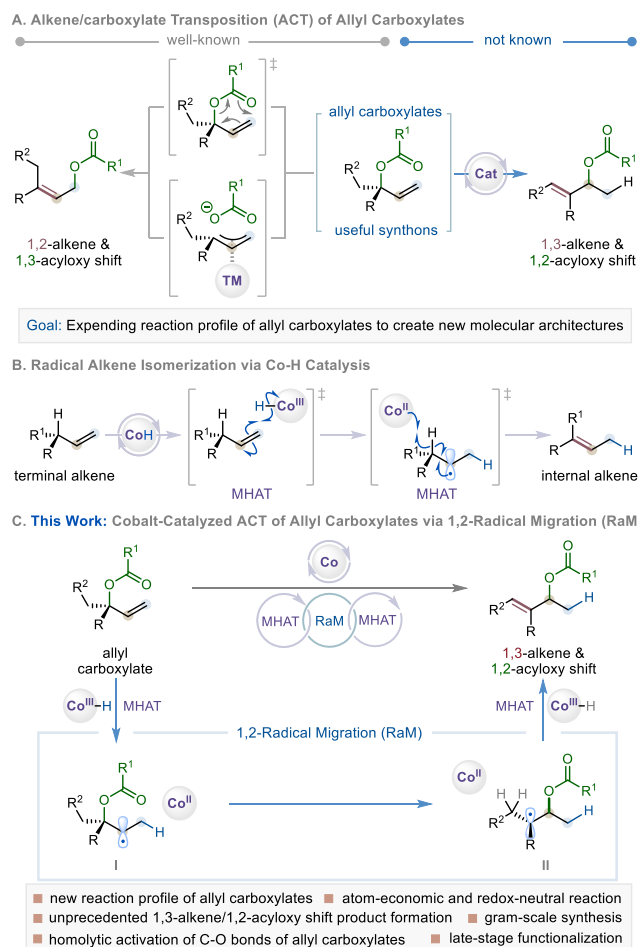 A. Alkene/carboxylate Transposition (ACT) of Allyl Carboxylates
well-known
not known
R1
O
O
R2
R
‡
O
O
R1
R2
R
1,2-alkene &
1,3-acyloxy shift
R1
O
⊖O
R2
R
TM
‡
allyl carboxylates
R1
O
O
R2
R
useful synthons
Cat
O
O
R1
R2
R
H
1,3-alkene &
1,2-acyloxy shift
Goal: Expending reaction profile of allyl carboxylates to create new molecular architectures
B. Radical Alkene Isomerization via Co-H Catalysis
H
R1
R
terminal alkene
CoH
H
R1
R
H
CoIII
‡
MHAT
CoII
H
R1
R
H
‡
MHAT
R1
R
H
internal alkene
C. This Work: Cobalt-Catalyzed ACT of Allyl Carboxylates via 1,2-Radical Migration (RaM
R1
O
O
R2
R
allyl
carboxylate
Co
MHAT
RaM
MHAT
O
O
R1
R2
R
H
1,3-alkene &
1,2-acyloxy shift
CoIII-H
MHAT
MHAT
CoIII-H
1,2-Radical Migration (RaM)
R1
O
O
R2
R
H
I
CoII
CoII
O
O
R1
H H
R2
R
H
II
new reaction profile of allyl carboxylates
atom-economic and redox-neutral reaction
unprecedented 1,3-alkene/1,2-acyloxy shift product formation
gram-scale synthesis
homolytic activation of C-O bonds of allyl carboxylates
late-stage functionalization